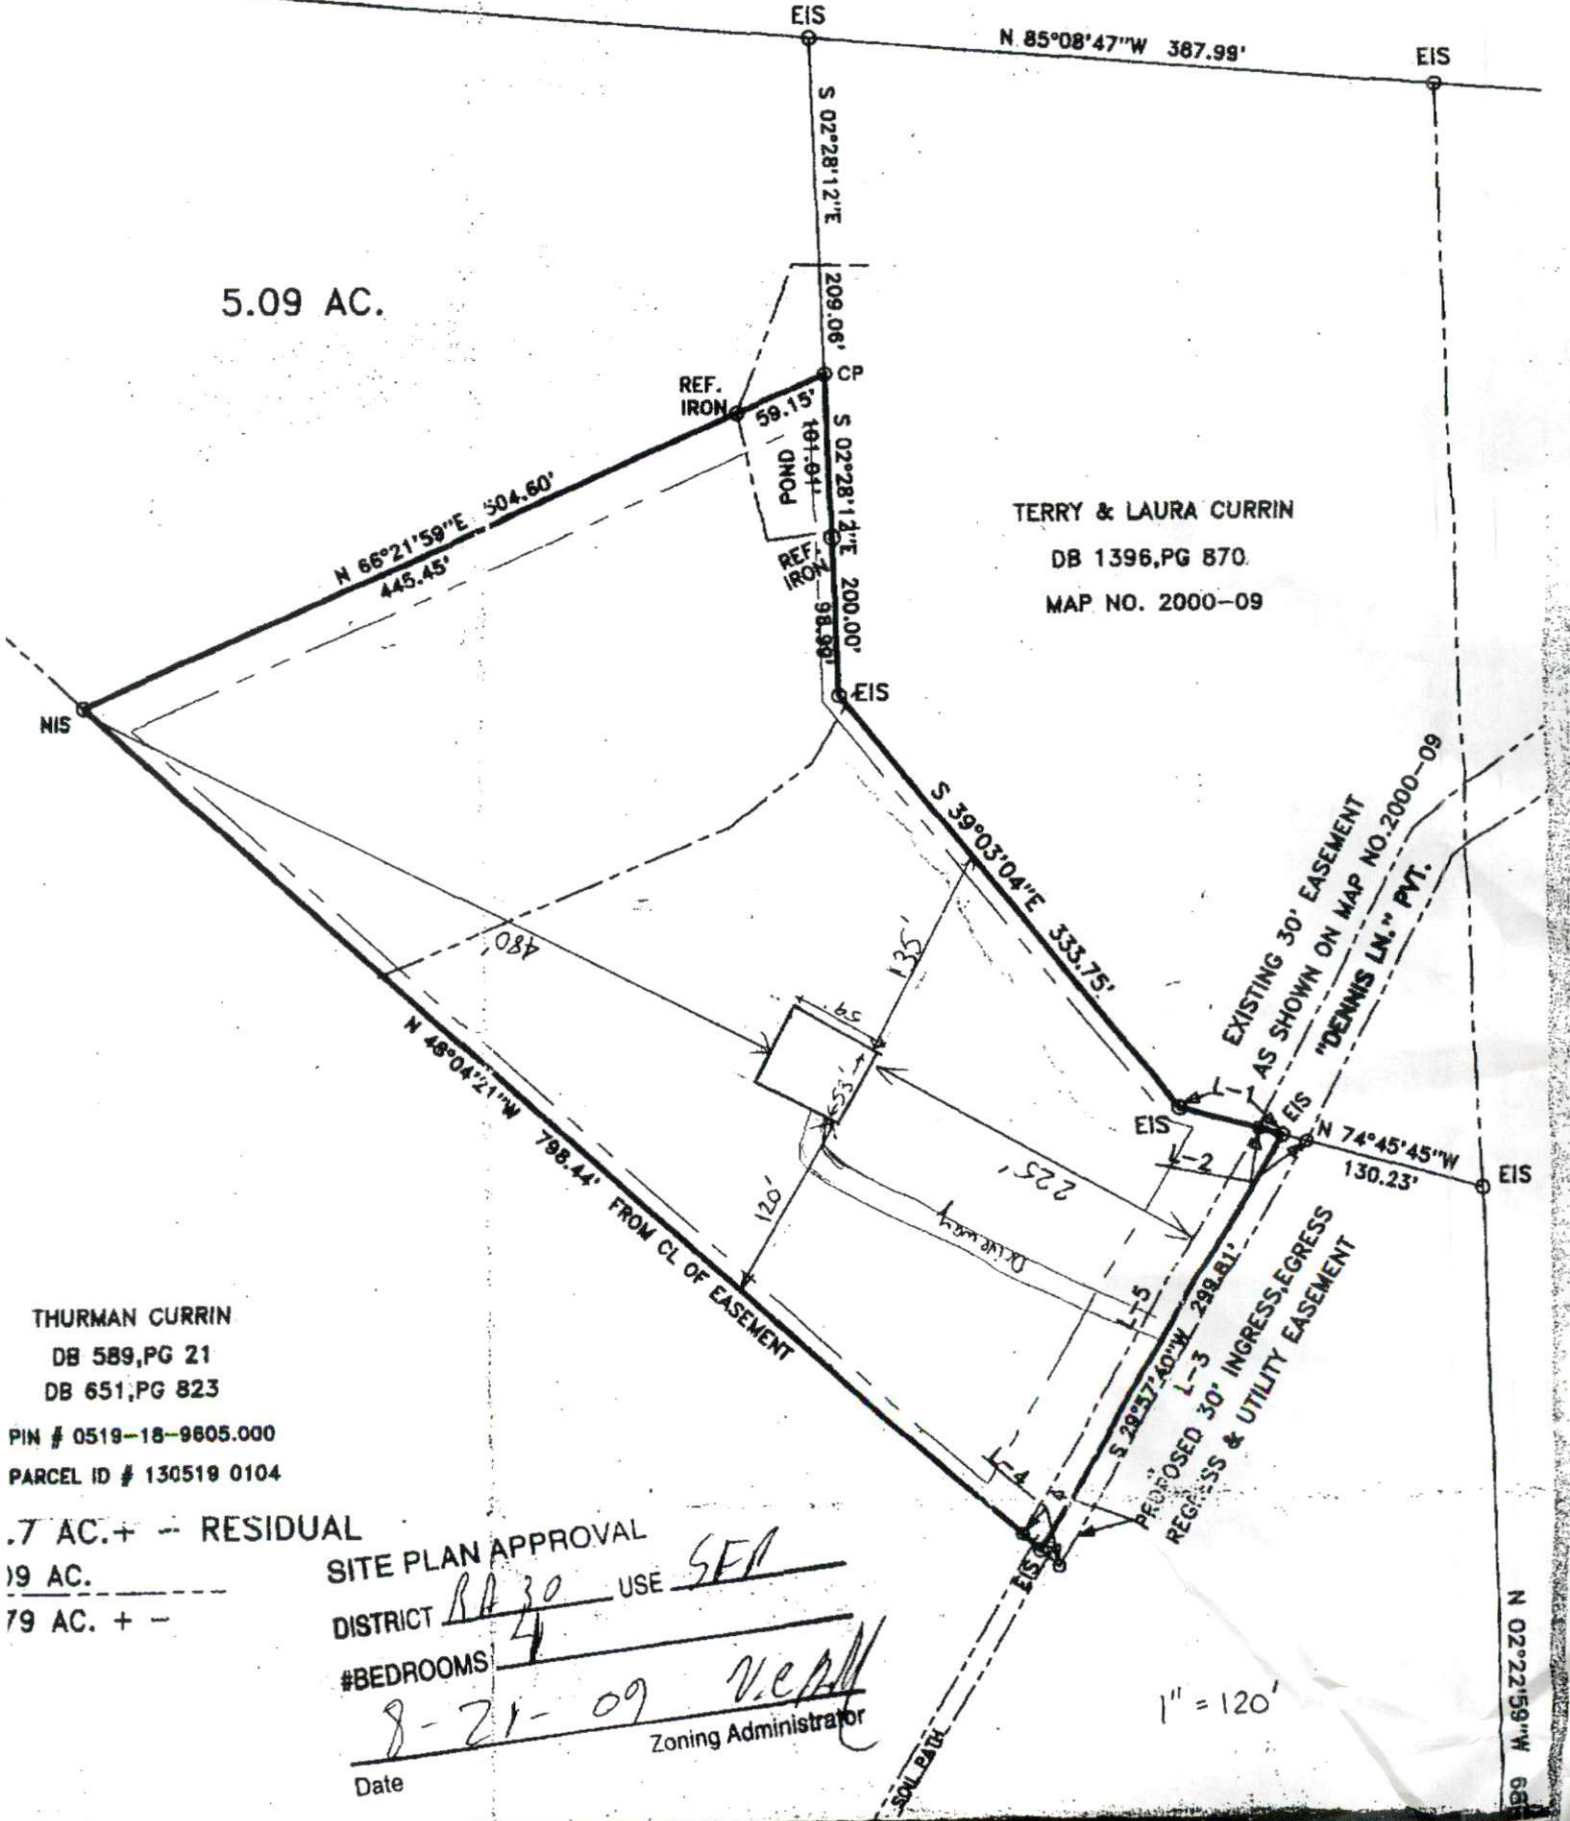 EIS
N 85°08'47"W 387.99'
EIS
S 02°28'12"E 209.06'
5.09 AC.
CP
REF.
IRON
59.15'
101.01'
S 02°28'12"E 200.00'
POND
REF.
IRON
98.99'
N 66°21'59"E 504.60'
445.45'
TERRY & LAURA CURRIN
DB 1396,PG 870
MAP NO. 2000-09
EIS
NIS
S 39°03'04"E 333.75'
EXISTING 30' EASEMENT
AS SHOWN ON MAP NO.2000-09
"DENNIS LN." PVT.
480'
135'
59'
53'
N 48°04'21"W 798.44' FROM CL OF EASEMENT
L-1
EIS
EIS
N 74°45'45"W
130.23'
EIS
L-2
225'
120'
Driveway
L-5
S 29°57'40"W 299.81'
L-3
PROPOSED 30' INGRESS,EGRESS
REGRESS & UTILITY EASEMENT
L-4
EIS
THURMAN CURRIN
DB 589,PG 21
DB 651,PG 823
PIN # 0519-18-9605.000
PARCEL ID # 130519 0104
.7 AC.+ - RESIDUAL
)9 AC.
79 AC. + -
SITE PLAN APPROVAL
DISTRICT RA30 USE SFD
#BEDROOMS 4
8-21-09
Date
Zoning Administrator
1" = 120'
SOIL PATH
N 02°22'59"W